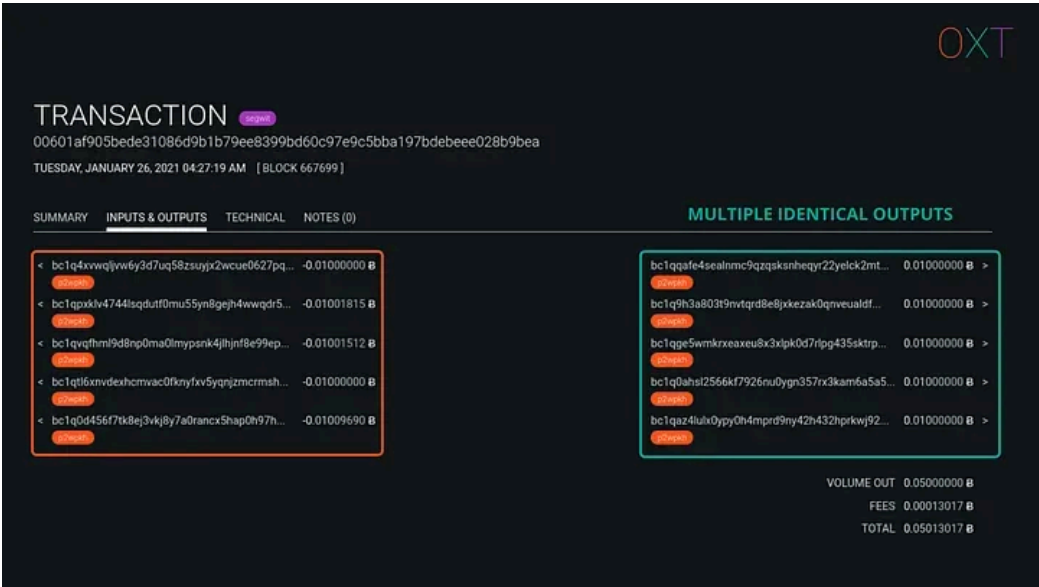 OXT
TRANSACTION segwit
00601af905bede31086d9b1b79ee8399bd60c97e9c5bba197bdebeee028b9bea
TUESDAY, JANUARY 26, 2021 04:27:19 AM [ BLOCK 667699 ]
SUMMARY INPUTS & OUTPUTS TECHNICAL NOTES (0)
MULTIPLE IDENTICAL OUTPUTS
< bc1q4xvwqljvw6y3d7uq58zsuyjx2wcue0627pq... -0.01000000 Ƀ
p2wpkh
< bc1qpxklv4744lsqdutf0mu55yn8gejh4wwqdr5... -0.01001815 Ƀ
p2wpkh
< bc1qvqfhml9d8np0ma0lmypsnk4jlhjnf8e99ep... -0.01001512 Ƀ
p2wpkh
< bc1qtl6xnvdexhcmvac0fknyfxv5yqnjzmcrmsh... -0.01000000 Ƀ
p2wpkh
< bc1q0d456f7tk8ej3vkj8y7a0rancx5hap0h97h... -0.01009690 Ƀ
p2wpkh
bc1qqafe4sealnmc9qzqsksnheqyr22yelck2mt... 0.01000000 Ƀ >
p2wpkh
bc1q9h3a803t9nvtqrd8e8jxkezak0qnveualdf... 0.01000000 Ƀ >
p2wpkh
bc1qge5wmkrxeaxeu8x3xlpk0d7rlpg435sktrp... 0.01000000 Ƀ >
p2wpkh
bc1q0ahsl2566kf7926nu0ygn357rx3kam6a5a5... 0.01000000 Ƀ >
p2wpkh
bc1qaz4lulx0ypy0h4mprd9ny42h432hprkwj92... 0.01000000 Ƀ >
p2wpkh
VOLUME OUT 0.05000000 Ƀ
FEES 0.00013017 Ƀ
TOTAL 0.05013017 Ƀ